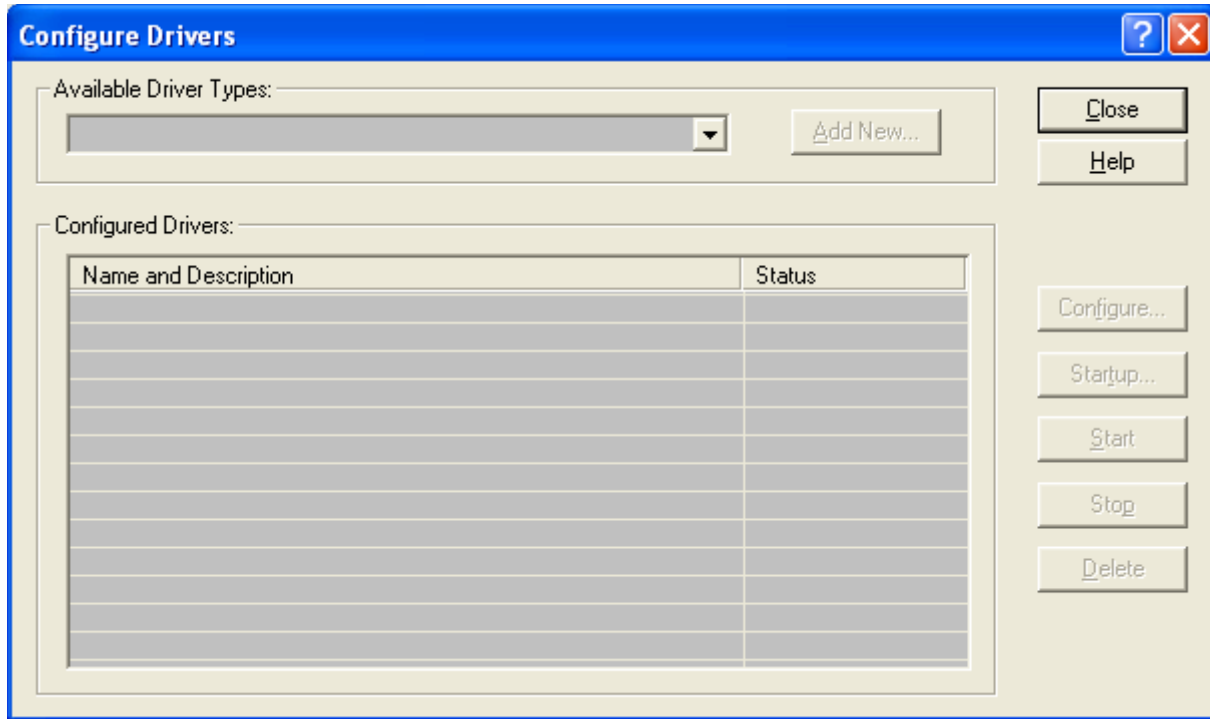 Configure Drivers
Available Driver Types:
Add New...
Close
Help
Configured Drivers:
Name and Description Status
Configure...
Startup...
Start
Stop
Delete